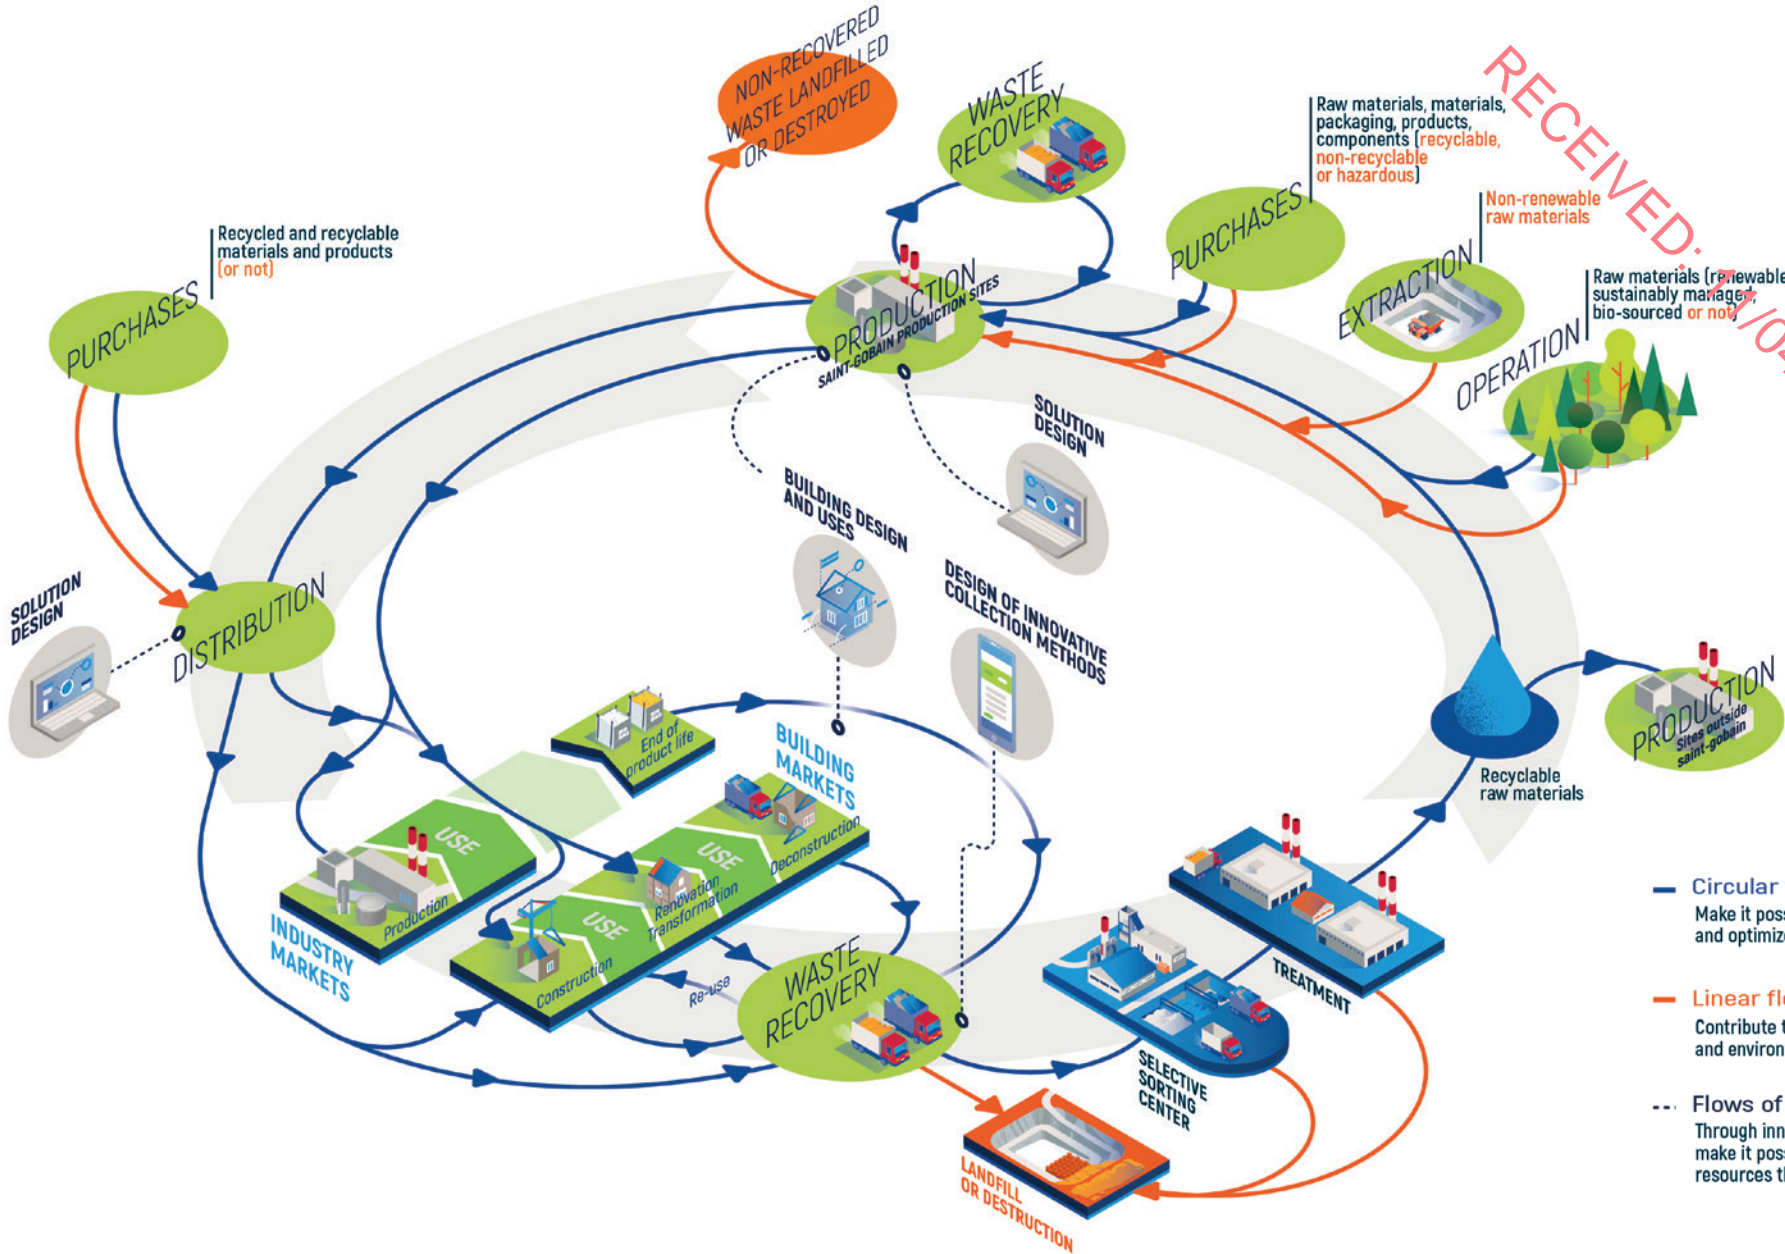 NON-RECOVERED
WASTE LANDFILLED
OR DESTROYED
WASTE
RECOVERY
Raw materials, materials,
packaging, products,
components (recyclable,
non-recyclable
or hazardous)
PURCHASES
RECEIVED: 11/04
Non-renewable
raw materials
EXTRACTION
Raw materials (renewable
sustainably managed,
bio-sourced or not)
OPERATION
Recycled and recyclable
materials and products
(or not)
PURCHASES
PRODUCTION
SAINT-GOBAIN PRODUCTION SITES
SOLUTION
DESIGN
BUILDING DESIGN
AND USES
DESIGN OF INNOVATIVE
COLLECTION METHODS
SOLUTION
DESIGN
DISTRIBUTION
End of
product life
BUILDING
MARKETS
USE
Production
INDUSTRY
MARKETS
USE
Deconstruction
Renovation
Transformation
USE
Construction
Re-use
WASTE
RECOVERY
PRODUCTION
Sites outside
saint-gobain
Recyclable
raw materials
TREATMENT
SELECTIVE
SORTING
CENTER
LANDFILL
OR DESTRUCTION
Circular
Make it poss
and optimiz
Linear fl
Contribute t
and environ
Flows of
Through inn
make it poss
resources t